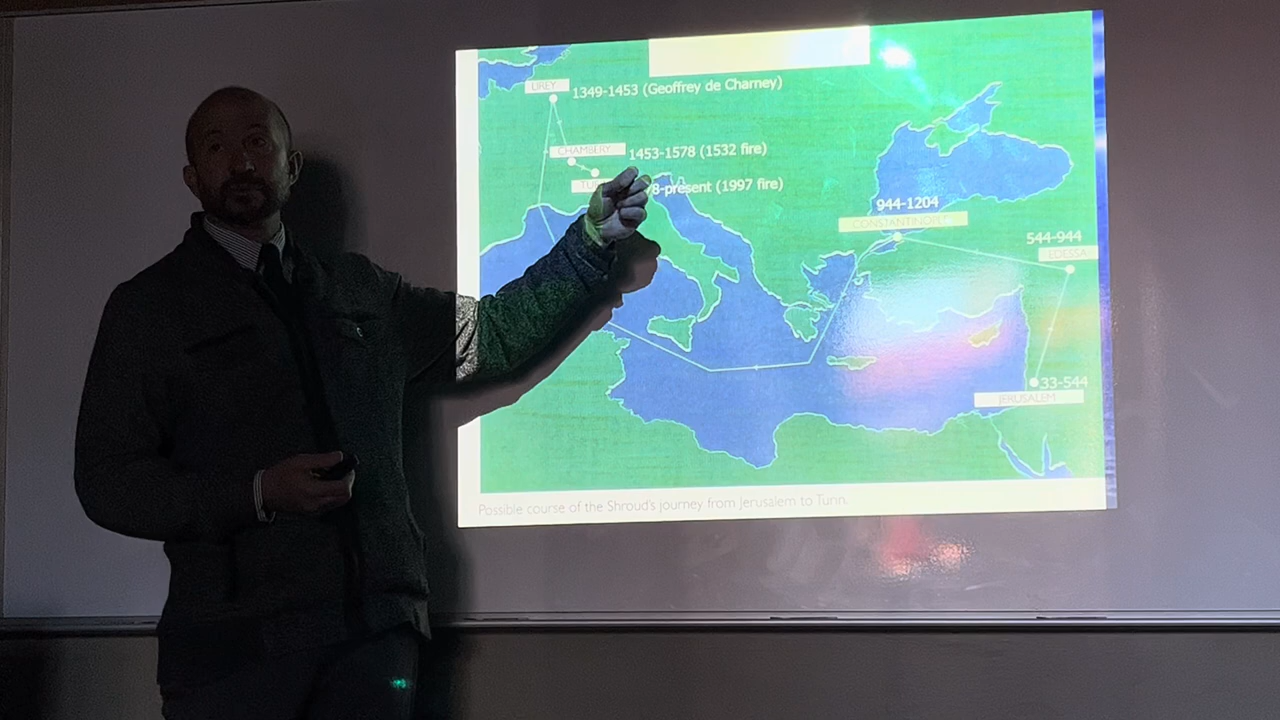 LIREY
1349-1453 (Geoffrey de Charney)
CHAMBERY
1453-1578 (1532 fire)
8-present (1997 fire)
944-1204
CONSTANTINOPLE
544-944
EDESSA
33-544
JERUSALEM
Possible course of the Shroud's journey from Jerusalem to Turin.